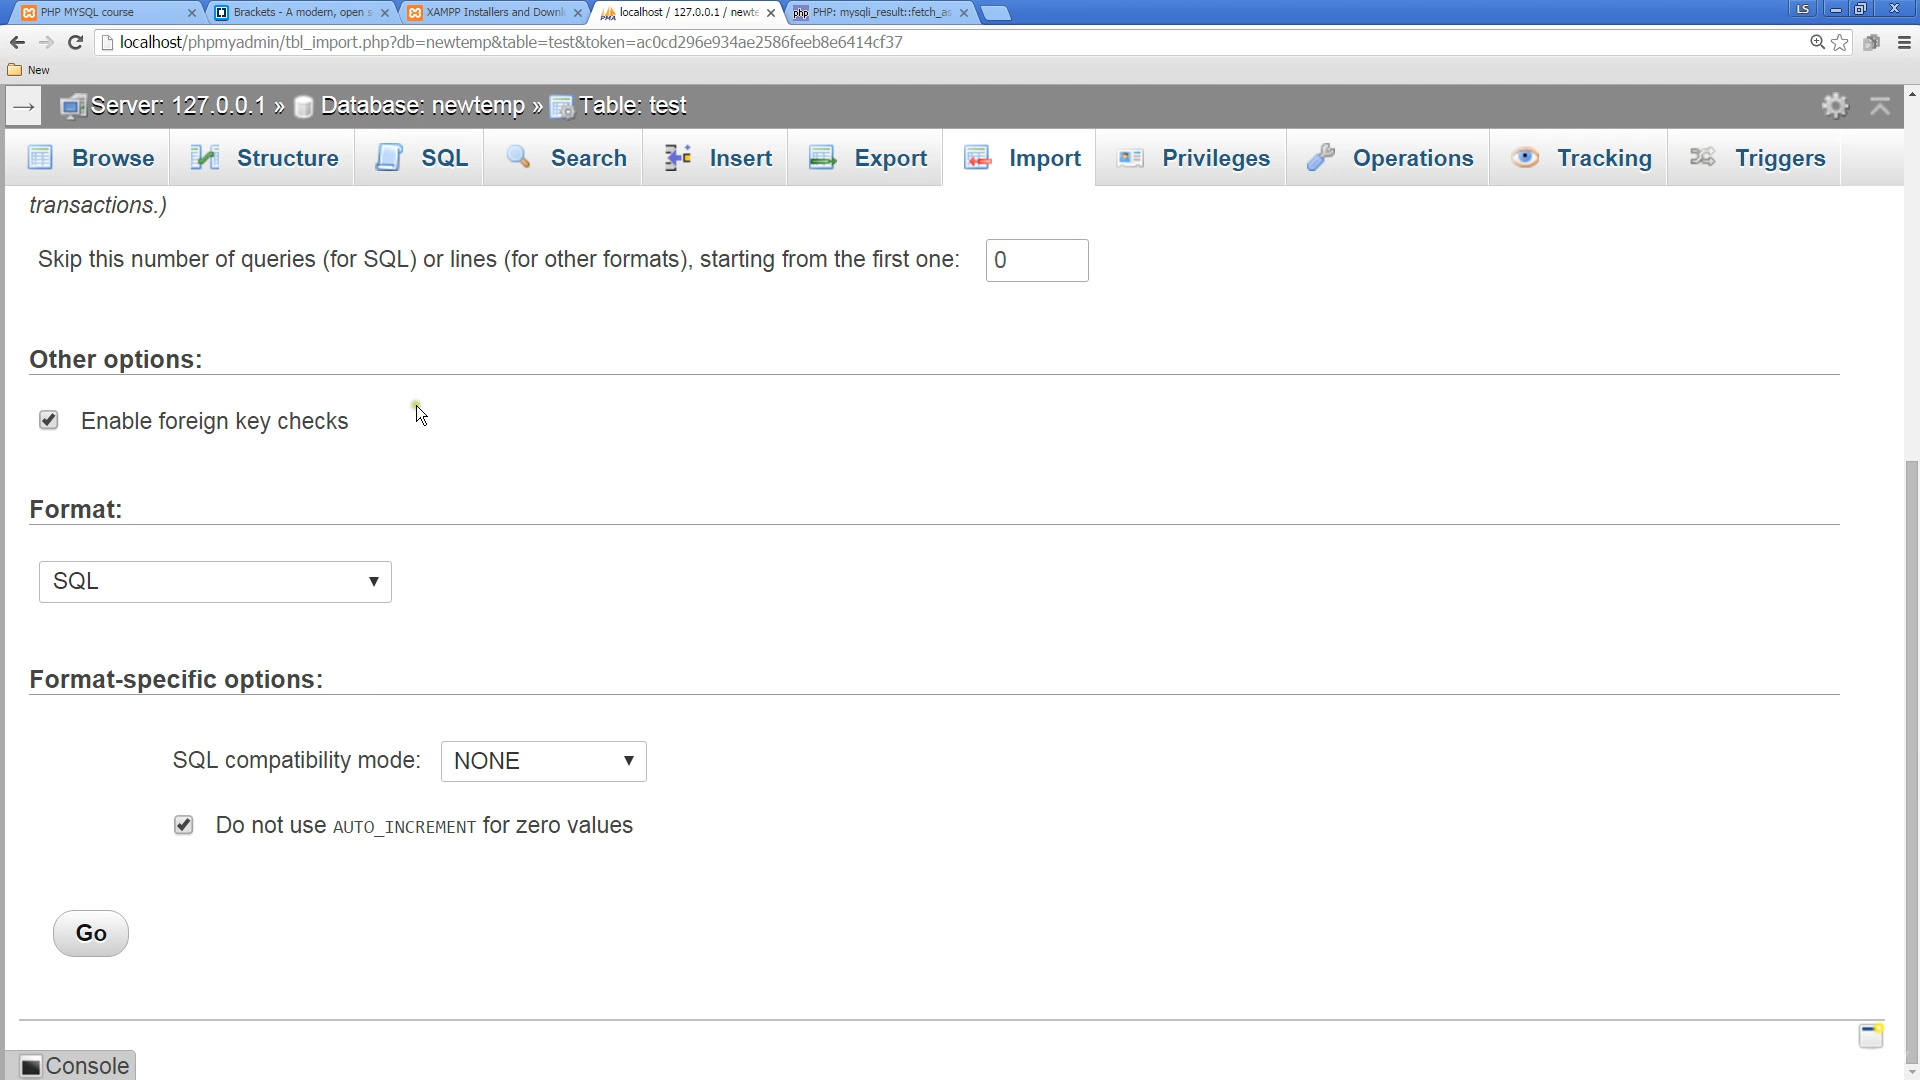 PHP MYSQL course
Brackets - A modern, open s
XAMPP Installers and Downl
localhost / 127.0.0.1 / newte
PHP: mysqli_result::fetch_as
LS
localhost/phpmyadmin/tbl_import.php?db=newtemp&table=test&token=ac0cd296e934ae2586feeb8e6414cf37
New
Server: 127.0.0.1 » Database: newtemp » Table: test
Browse
Structure
SQL
Search
Insert
Export
Import
Privileges
Operations
Tracking
Triggers
transactions.)
Skip this number of queries (for SQL) or lines (for other formats), starting from the first one: 0
Other options:
Enable foreign key checks
Format:
SQL
Format-specific options:
SQL compatibility mode: NONE
Do not use AUTO_INCREMENT for zero values
Go
Console